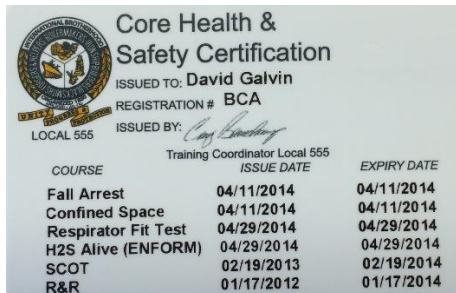 Core Health &
Safety Certification
ISSUED TO: David Galvin
REGISTRATION # BCA
ISSUED BY:
LOCAL 555
Training Coordinator Local 555
COURSE ISSUE DATE EXPIRY DATE
Fall Arrest 04/11/2014 04/11/2014
Confined Space 04/11/2014 04/11/2014
Respirator Fit Test 04/29/2014 04/29/2014
H2S Alive (ENFORM) 04/29/2014 04/29/2014
SCOT 02/19/2013 02/19/2014
R&R 01/17/2012 01/17/2014